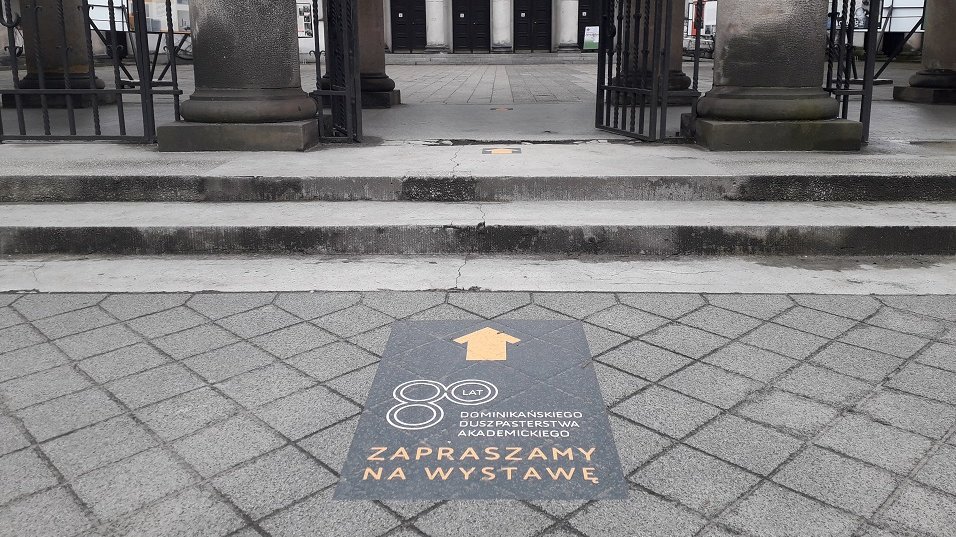 80 LAT
DOMINIKAŃSKIEGO
DUSZPASTERSTWA
AKADEMICKIEGO
ZAPRASZAMY
NA WYSTAWĘ